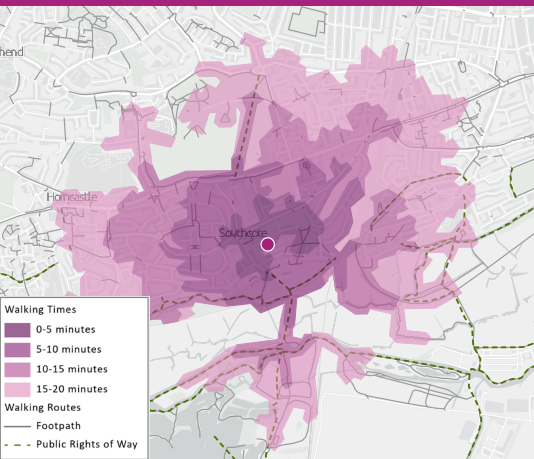 hend
Horncastle
Southcote
Walking Times
0-5 minutes
5-10 minutes
10-15 minutes
15-20 minutes
Walking Routes
Footpath
Public Rights of Way